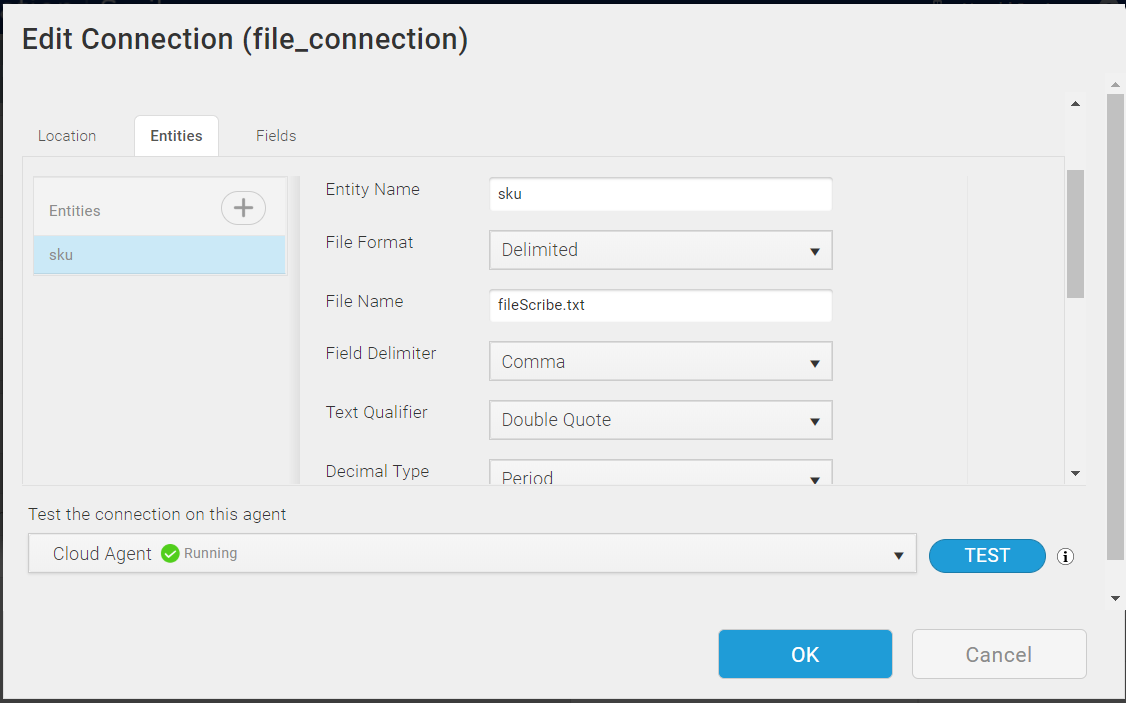 Edit Connection (file_connection)
Location Entities Fields
Entities
sku
Entity Name sku
File Format Delimited
File Name fileScribe.txt
Field Delimiter Comma
Text Qualifier Double Quote
Decimal Type Period
Test the connection on this agent
Cloud Agent Running TEST
OK Cancel